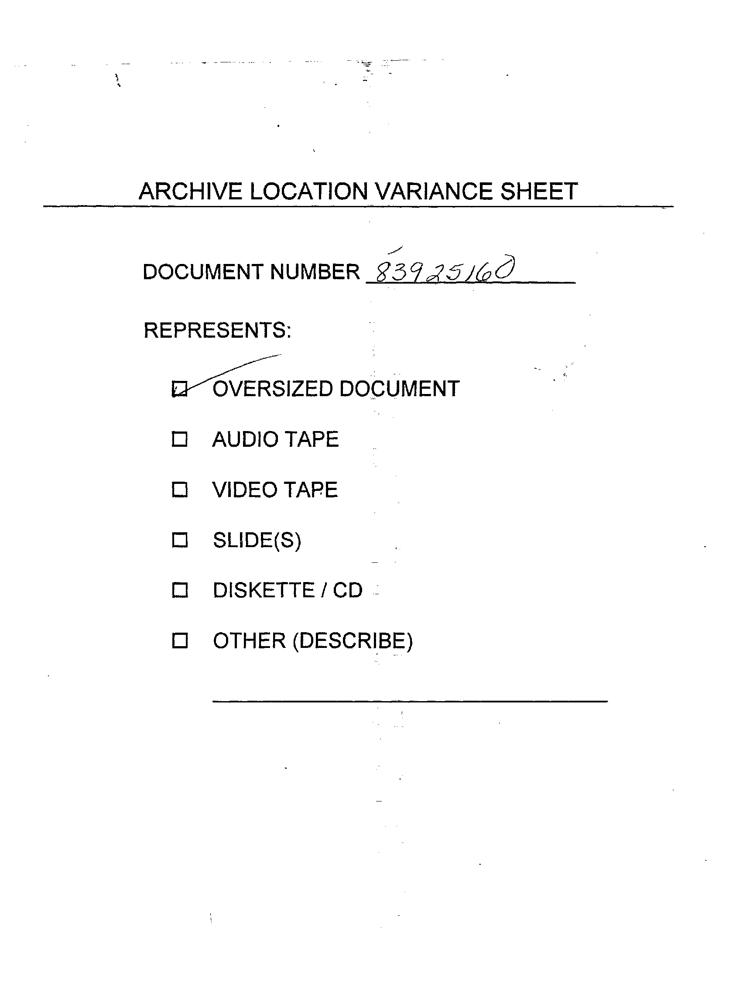 ARCHIVE LOCATION VARIANCE SHEET
DOCUMENT NUMBER 83925160
REPRESENTS:
☑ OVERSIZED DOCUMENT
☐ AUDIO TAPE
☐ VIDEO TAPE
☐ SLIDE(S)
☐ DISKETTE / CD
☐ OTHER (DESCRIBE)